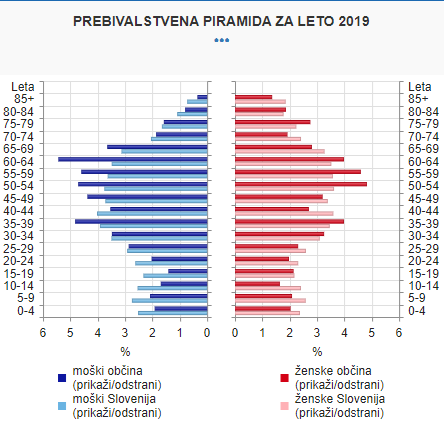 PREBIVALSTVENA PIRAMIDA ZA LETO 2019
Leta Leta
85+ 85+
80-84 80-84
75-79 75-79
70-74 70-74
65-69 65-69
60-64 60-64
55-59 55-59
50-54 50-54
45-49 45-49
40-44 40-44
35-39 35-39
30-34 30-34
25-29 25-29
20-24 20-24
15-19 15-19
10-14 10-14
5-9 5-9
0-4 0-4
6 5 4 3 2 1 0 0 1 2 3 4 5 6
% %
moški občina ženske občina
(prikaži/odstrani) (prikaži/odstrani)
moški Slovenija ženske Slovenija
(prikaži/odstrani) (prikaži/odstrani)